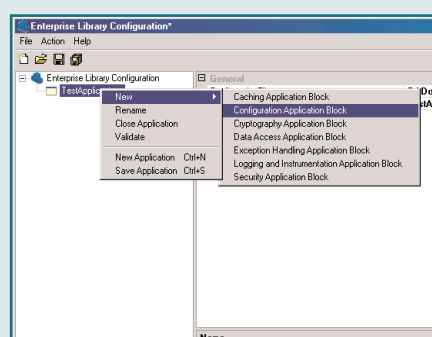 Enterprise Library Configuration*
File Action Help
Enterprise Library Configuration
General
New
Caching Application Block
Rename
Configuration Application Block
Close Application
Cryptography Application Block
Validate
Data Access Application Block
Exception Handling Application Block
New Application Ctrl+N
Logging and Instrumentation Application Block
Save Application Ctrl+S
Security Application Block